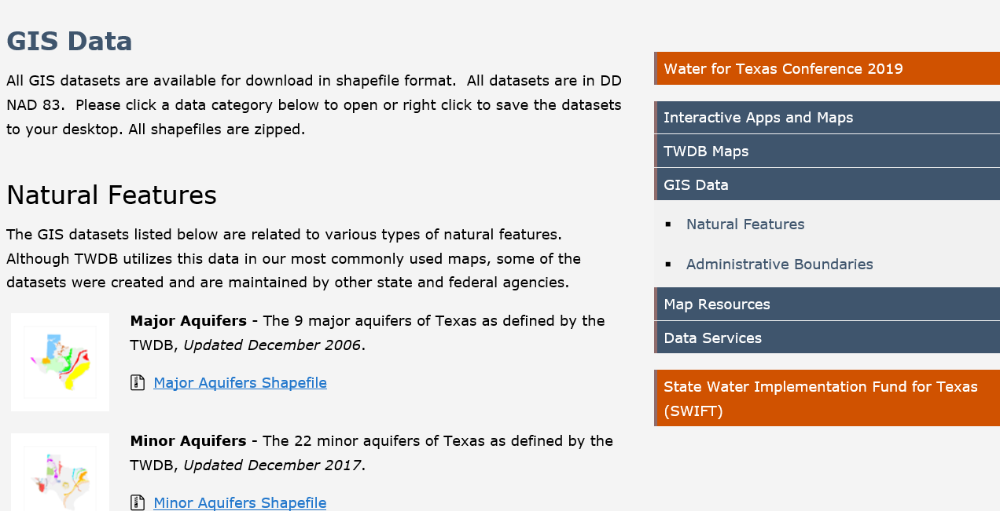 GIS Data
All GIS datasets are available for download in shapefile format.  All datasets are in DD
NAD 83.  Please click a data category below to open or right click to save the datasets
to your desktop. All shapefiles are zipped.
Natural Features
The GIS datasets listed below are related to various types of natural features.
Although TWDB utilizes this data in our most commonly used maps, some of the
datasets were created and are maintained by other state and federal agencies.
Major Aquifers - The 9 major aquifers of Texas as defined by the
TWDB, Updated December 2006.
Major Aquifers Shapefile
Minor Aquifers - The 22 minor aquifers of Texas as defined by the
TWDB, Updated December 2017.
Minor Aquifers Shapefile
Water for Texas Conference 2019
Interactive Apps and Maps
TWDB Maps
GIS Data
Natural Features
Administrative Boundaries
Map Resources
Data Services
State Water Implementation Fund for Texas
(SWIFT)